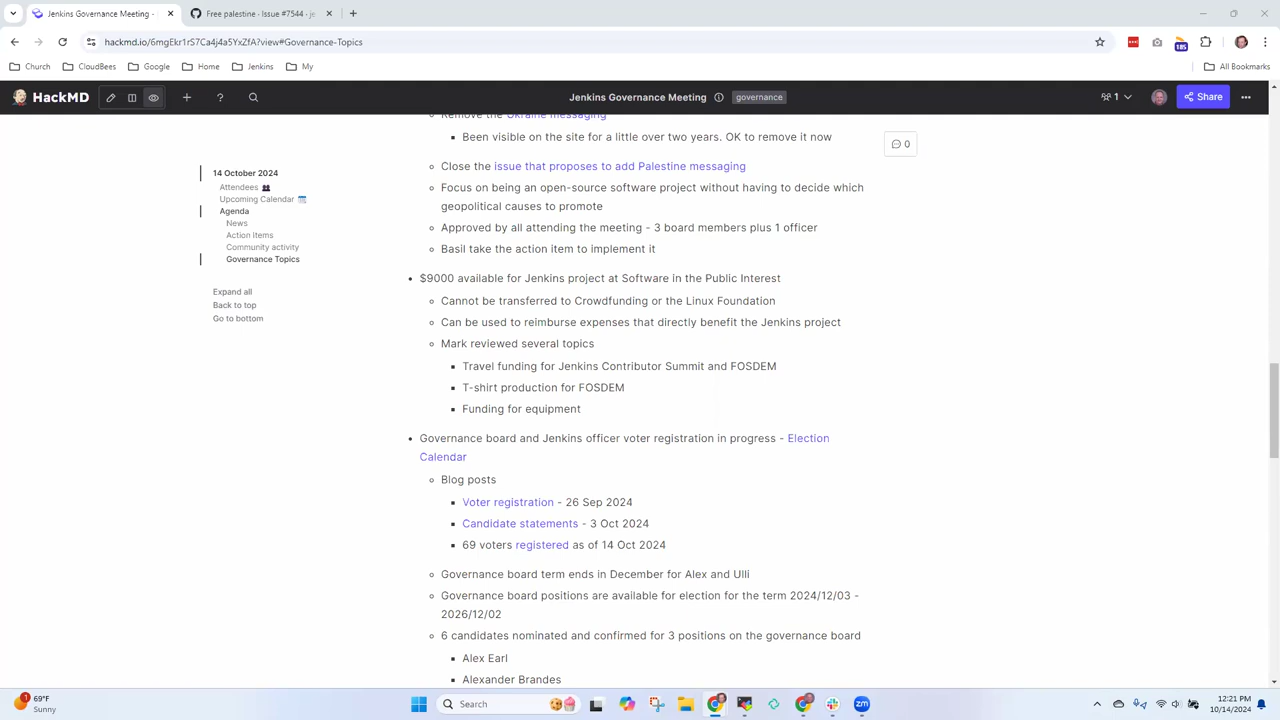 Jenkins Governance Meeting -
Free palestine · Issue #7544 · je
hackmd.io/6mgEkr1rS7Ca4j4a5YxZfA?view#Governance-Topics
185
Church
CloudBees
Google
Home
Jenkins
My
All Bookmarks
HackMD
Jenkins Governance Meeting
governance
1
Share
Remove the Ukraine messaging
Been visible on the site for a little over two years. OK to remove it now
0
Close the issue that proposes to add Palestine messaging
14 October 2024
Attendees
Upcoming Calendar
Agenda
News
Action Items
Community activity
Governance Topics
Expand all
Back to top
Go to bottom
Focus on being an open-source software project without having to decide which
geopolitical causes to promote
Approved by all attending the meeting - 3 board members plus 1 officer
Basil take the action item to implement it
$9000 available for Jenkins project at Software in the Public Interest
Cannot be transferred to Crowdfunding or the Linux Foundation
Can be used to reimburse expenses that directly benefit the Jenkins project
Mark reviewed several topics
Travel funding for Jenkins Contributor Summit and FOSDEM
T-shirt production for FOSDEM
Funding for equipment
Governance board and Jenkins officer voter registration in progress - Election
Calendar
Blog posts
Voter registration - 26 Sep 2024
Candidate statements - 3 Oct 2024
69 voters registered as of 14 Oct 2024
Governance board term ends in December for Alex and Ulli
Governance board positions are available for election for the term 2024/12/03 -
2026/12/02
6 candidates nominated and confirmed for 3 positions on the governance board
Alex Earl
Alexander Brandes
1
69°F
Sunny
Search
12:21 PM
10/14/2024